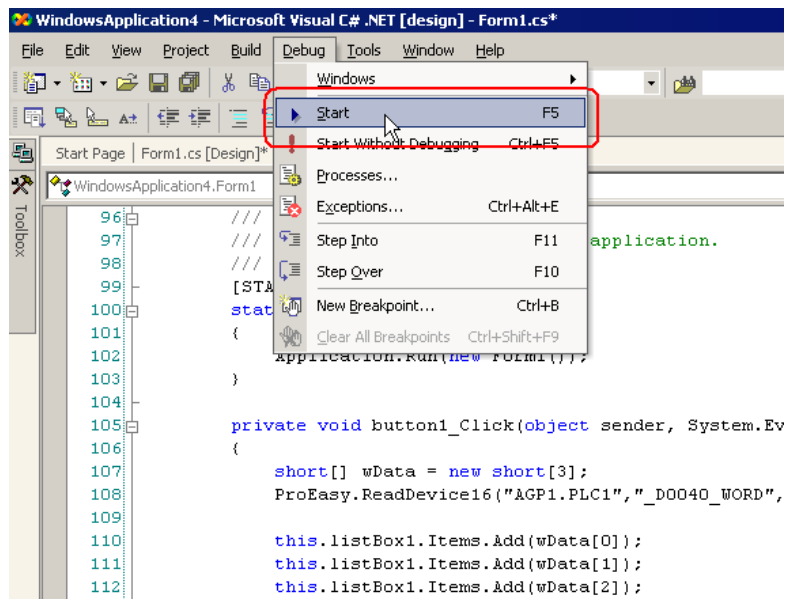 WindowsApplication4 - Microsoft Visual C# .NET [design] - Form1.cs*
File Edit View Project Build Debug Tools Window Help
Windows
Start F5
Start Without Debugging Ctrl+F5
Start Page Form1.cs [Design]*
Processes...
WindowsApplication4.Form1
Exceptions... Ctrl+Alt+E
Toolbox
96 ///
97 /// Step Into F11 application.
98 /// Step Over F10
99 [STA
100 stat New Breakpoint... Ctrl+B
101 { Clear All Breakpoints Ctrl+Shift+F9
102 Application.Run(new Form1());
103 }
104
105 private void button1_Click(object sender, System.Ev
106 {
107 short[] wData = new short[3];
108 ProEasy.ReadDevice16("AGP1.PLC1","_D0040_WORD",
109
110 this.listBox1.Items.Add(wData[0]);
111 this.listBox1.Items.Add(wData[1]);
112 this.listBox1.Items.Add(wData[2]);